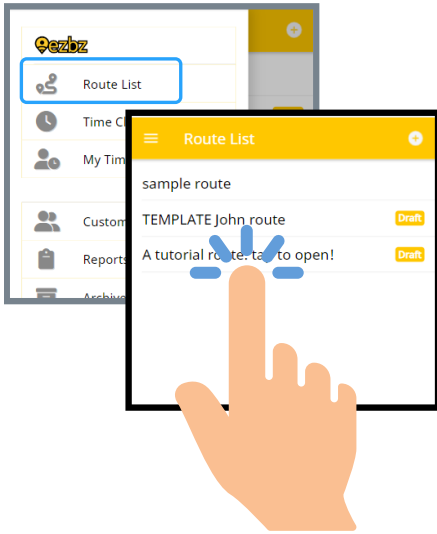 ezbz
Route List
Time Cl
My Tim
Custom
Reports
Archive
Route List
sample route
TEMPLATE John route
Draft
A tutorial route: tap to open!
Draft